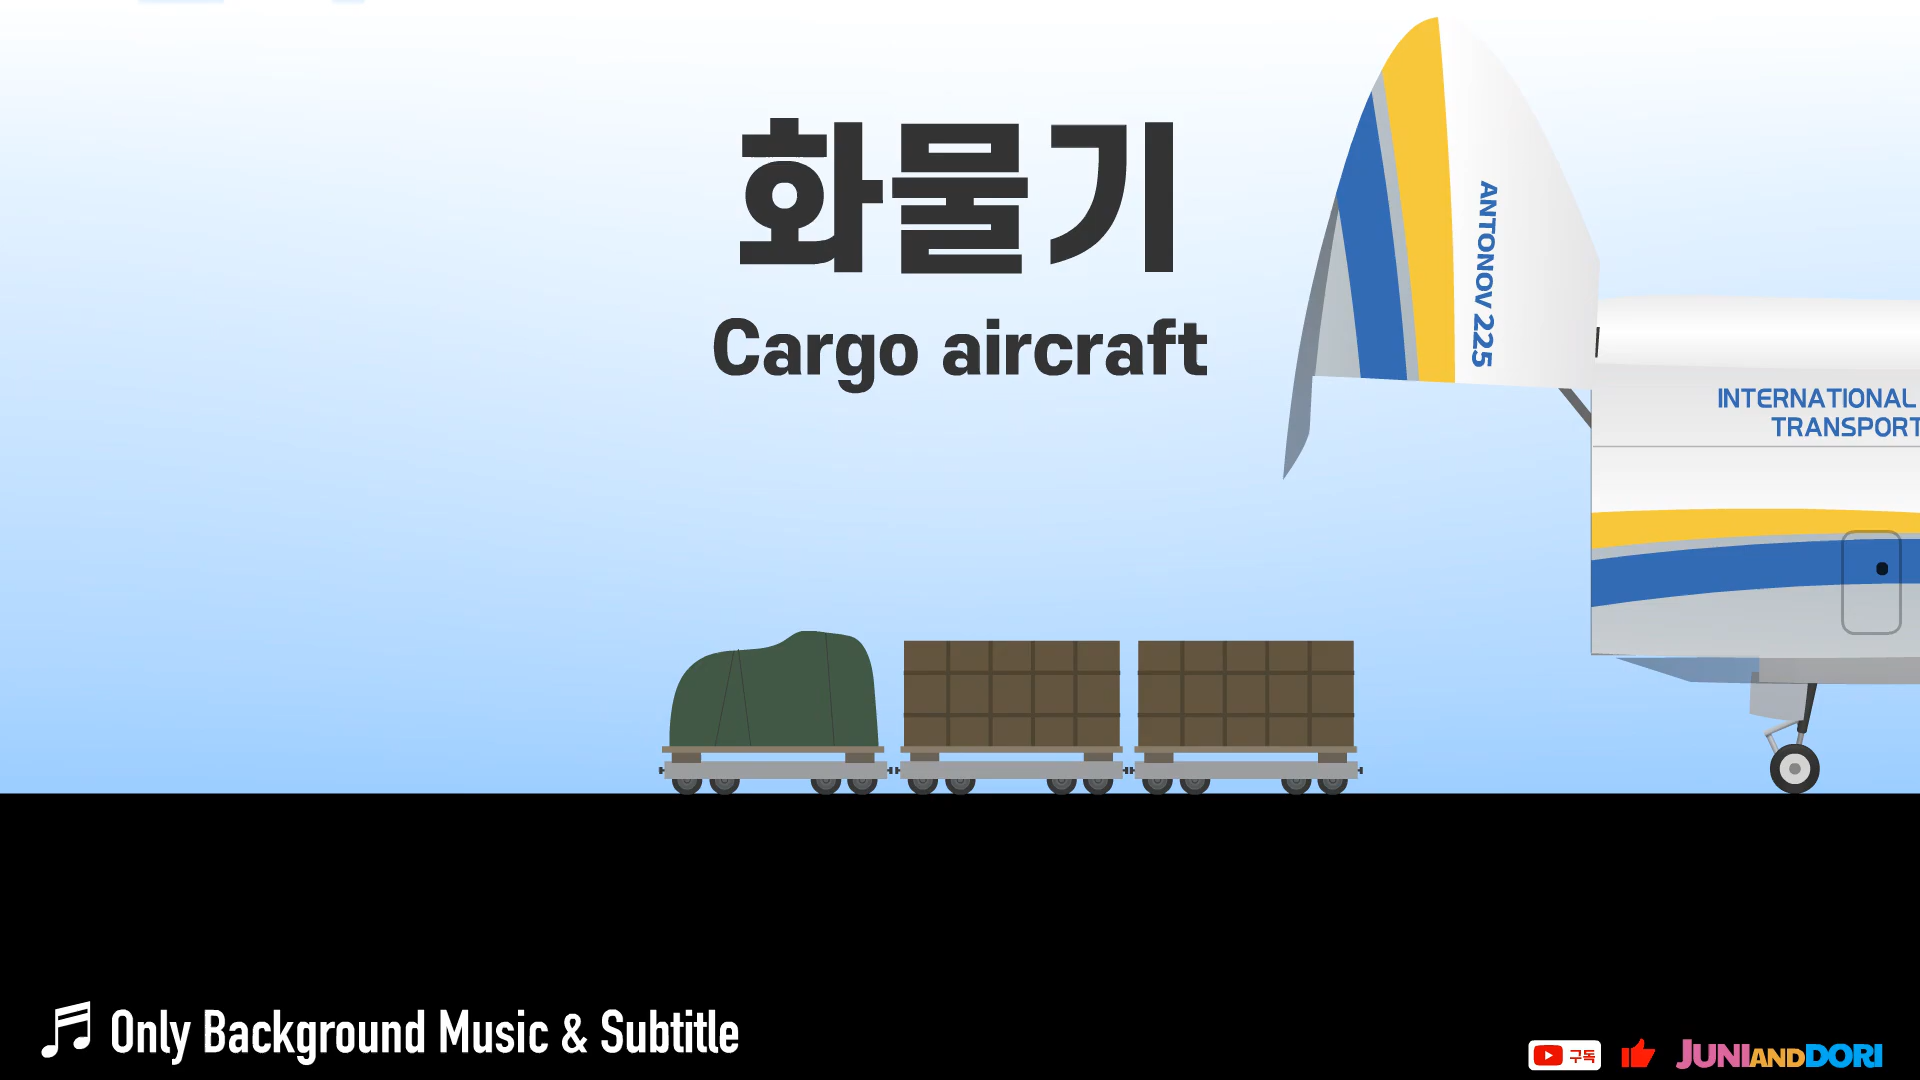 화물기
Cargo aircraft
ANTONOV 225
INTERNATIONAL
TRANSPORT
Only Background Music & Subtitle
구독
JUNIANDDORI